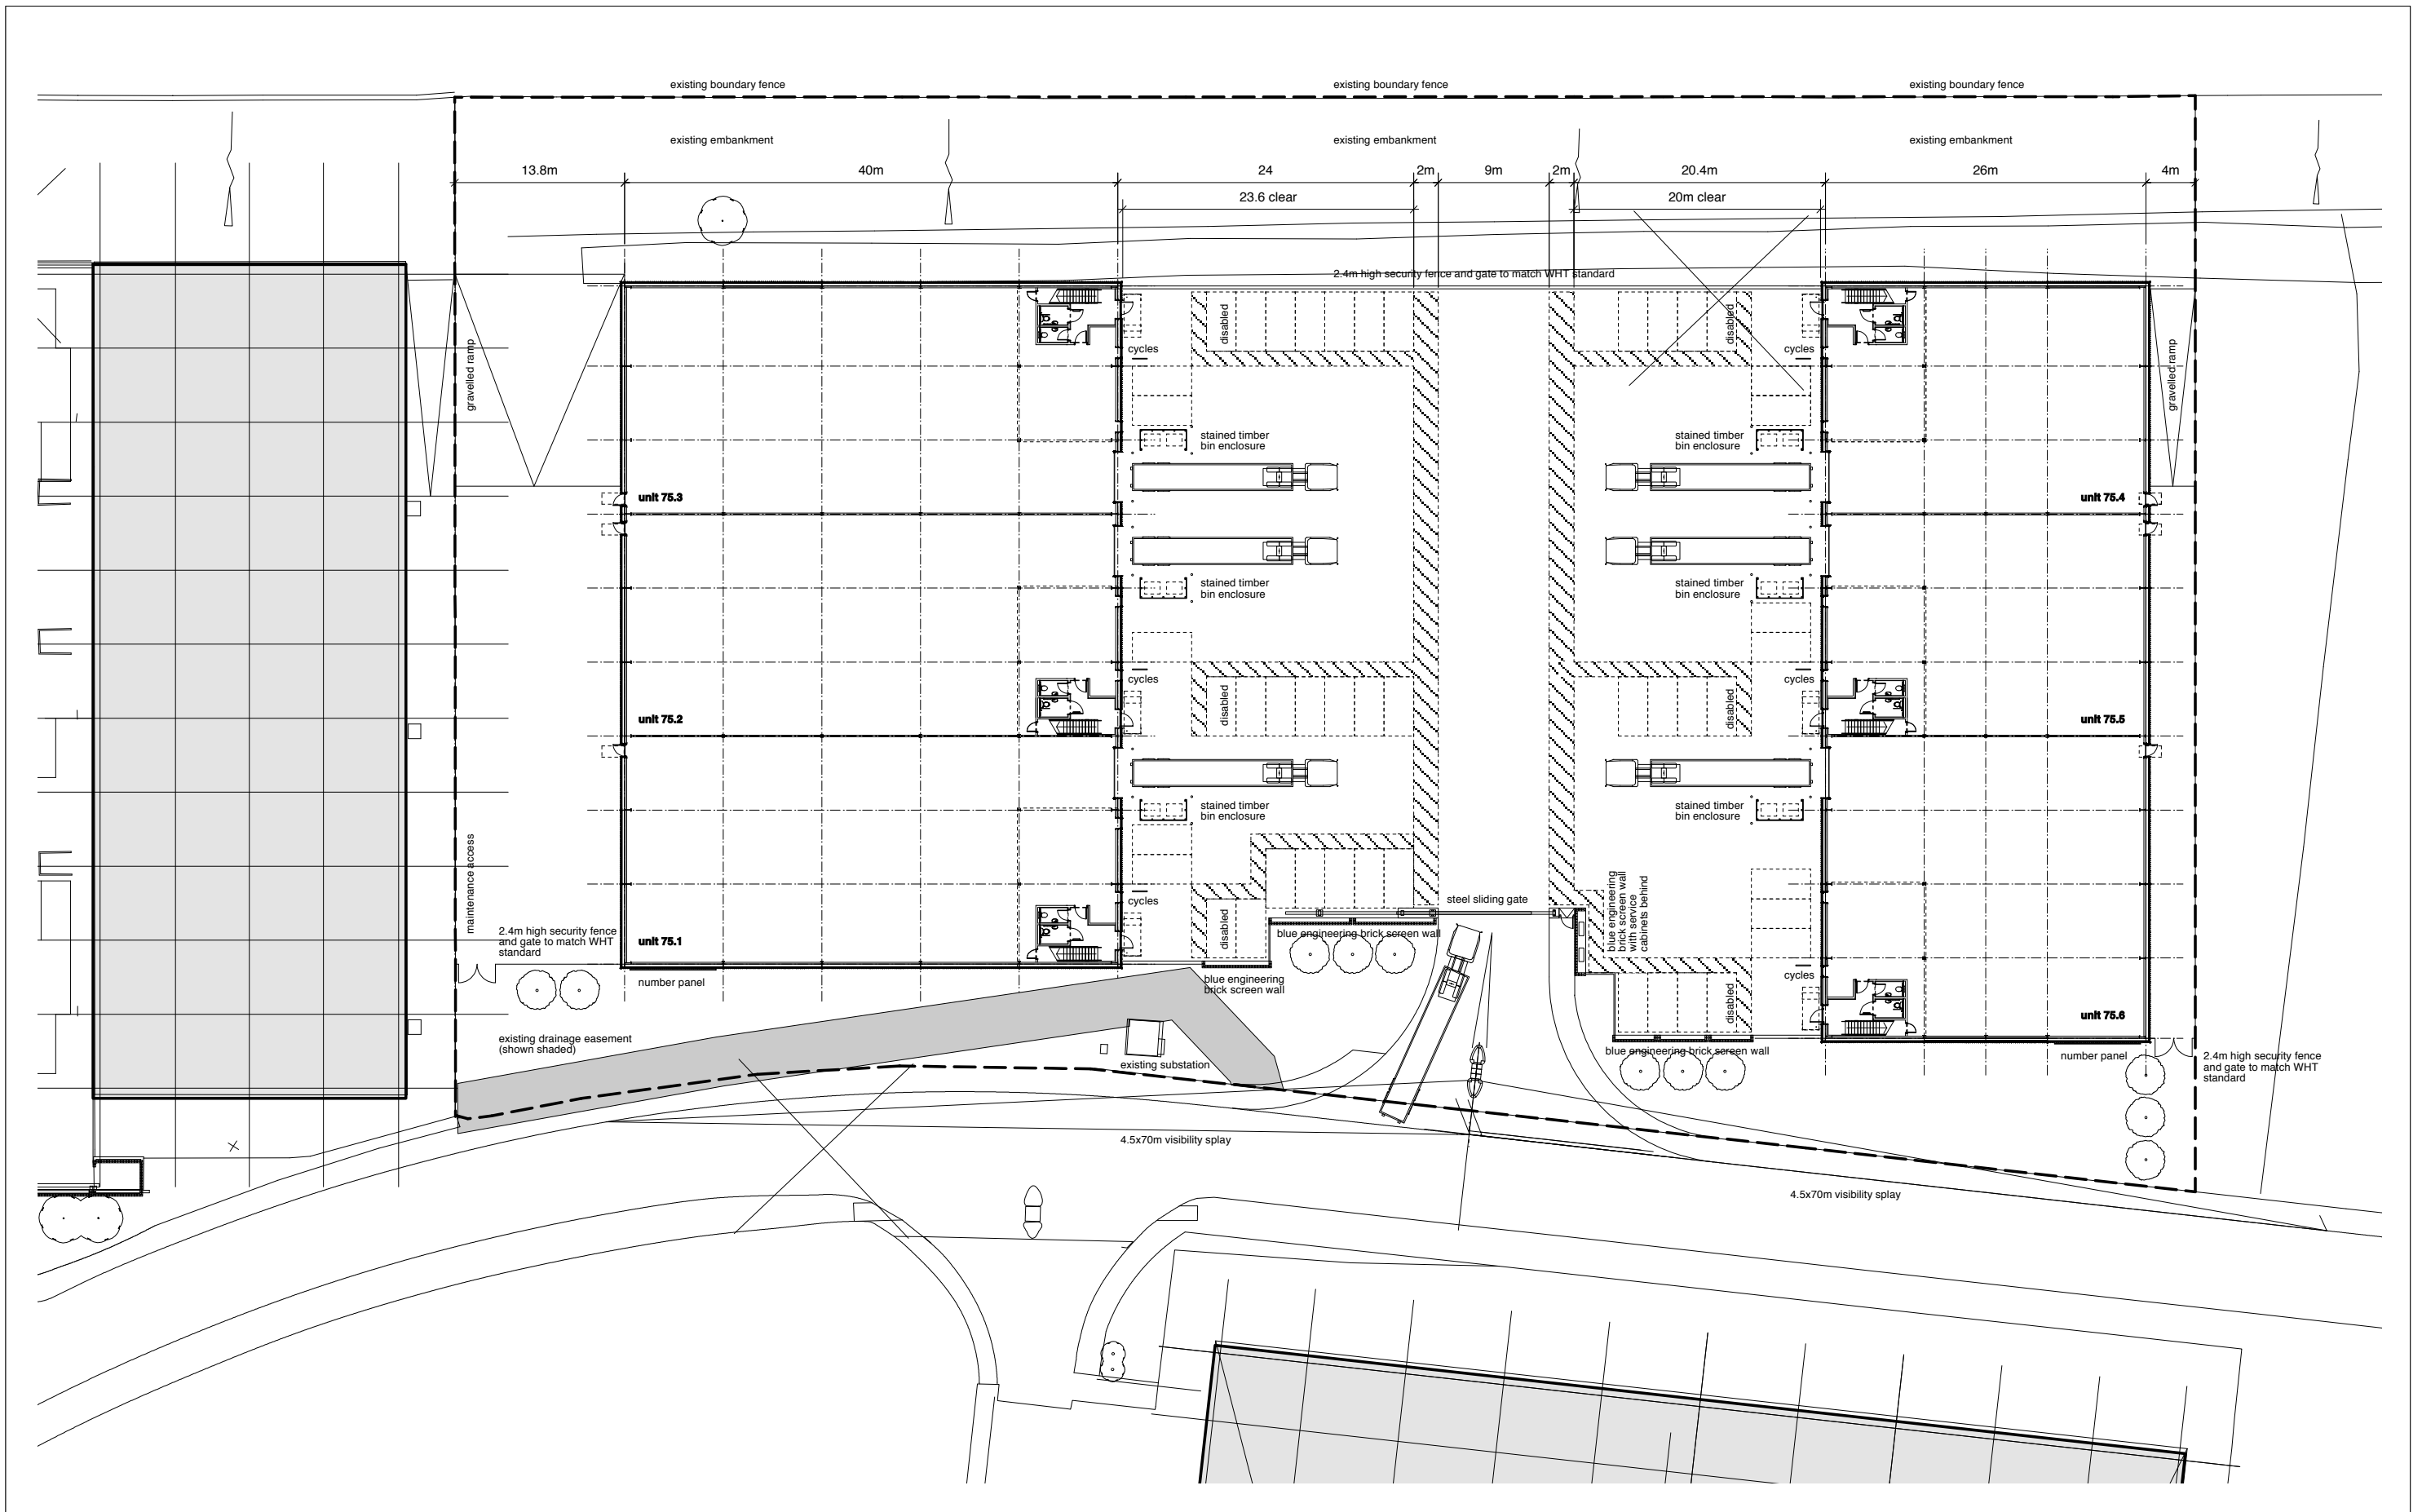 existing boundary fence
existing boundary fence
existing boundary fence
existing embankment
existing embankment
existing embankment
13.8m
40m
24
2m
9m
2m
20.4m
26m
4m
23.6 clear
20m clear
2.4m high security fence and gate to match WHT standard
gravelled ramp
disabled
disabled
gravelled ramp
cycles
cycles
stained timber
bin enclosure
stained timber
bin enclosure
unit 75.3
unit 75.4
stained timber
bin enclosure
stained timber
bin enclosure
cycles
cycles
disabled
disabled
unit 75.2
unit 75.5
stained timber
bin enclosure
stained timber
bin enclosure
maintenance access
cycles
steel sliding gate
blue engineering
brick screen wall
with service
cabinets behind
2.4m high security fence
and gate to match WHT
standard
unit 75.1
disabled
blue engineering brick screen wall
number panel
blue engineering
brick screen wall
cycles
disabled
unit 75.6
existing drainage easement
(shown shaded)
existing substation
blue engineering brick screen wall
number panel
2.4m high security fence
and gate to match WHT
standard
4.5x70m visibility splay
4.5x70m visibility splay